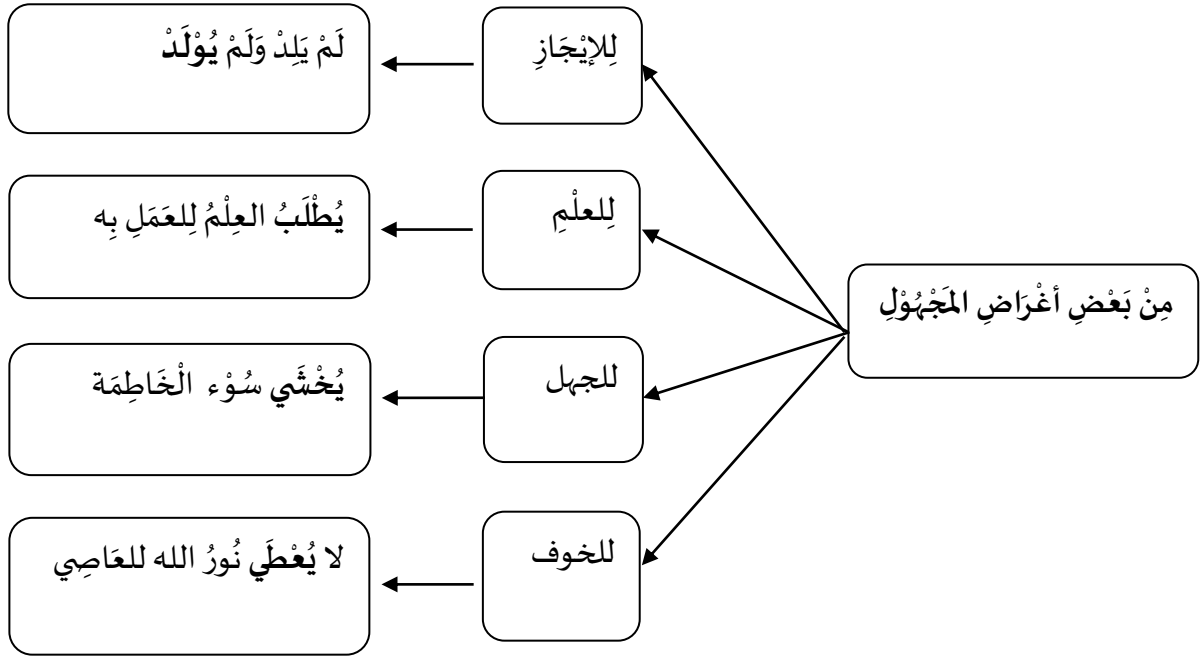 مِنْ بَعْضِ أغْرَاضِ المَجْهُوْلِ
لِلإيْجَازِ
لَمْ يَلِدْ وَلَمْ يُوْلَدْ
لِلعلْمِ
يُطْلَبُ العِلْمُ لِلعَمَلِ بِه
للجهل
يُخْشَي سُوْء الْخَاطِمَة
للخوف
لا يُعْطَي نُورُ الله للعَاصِي